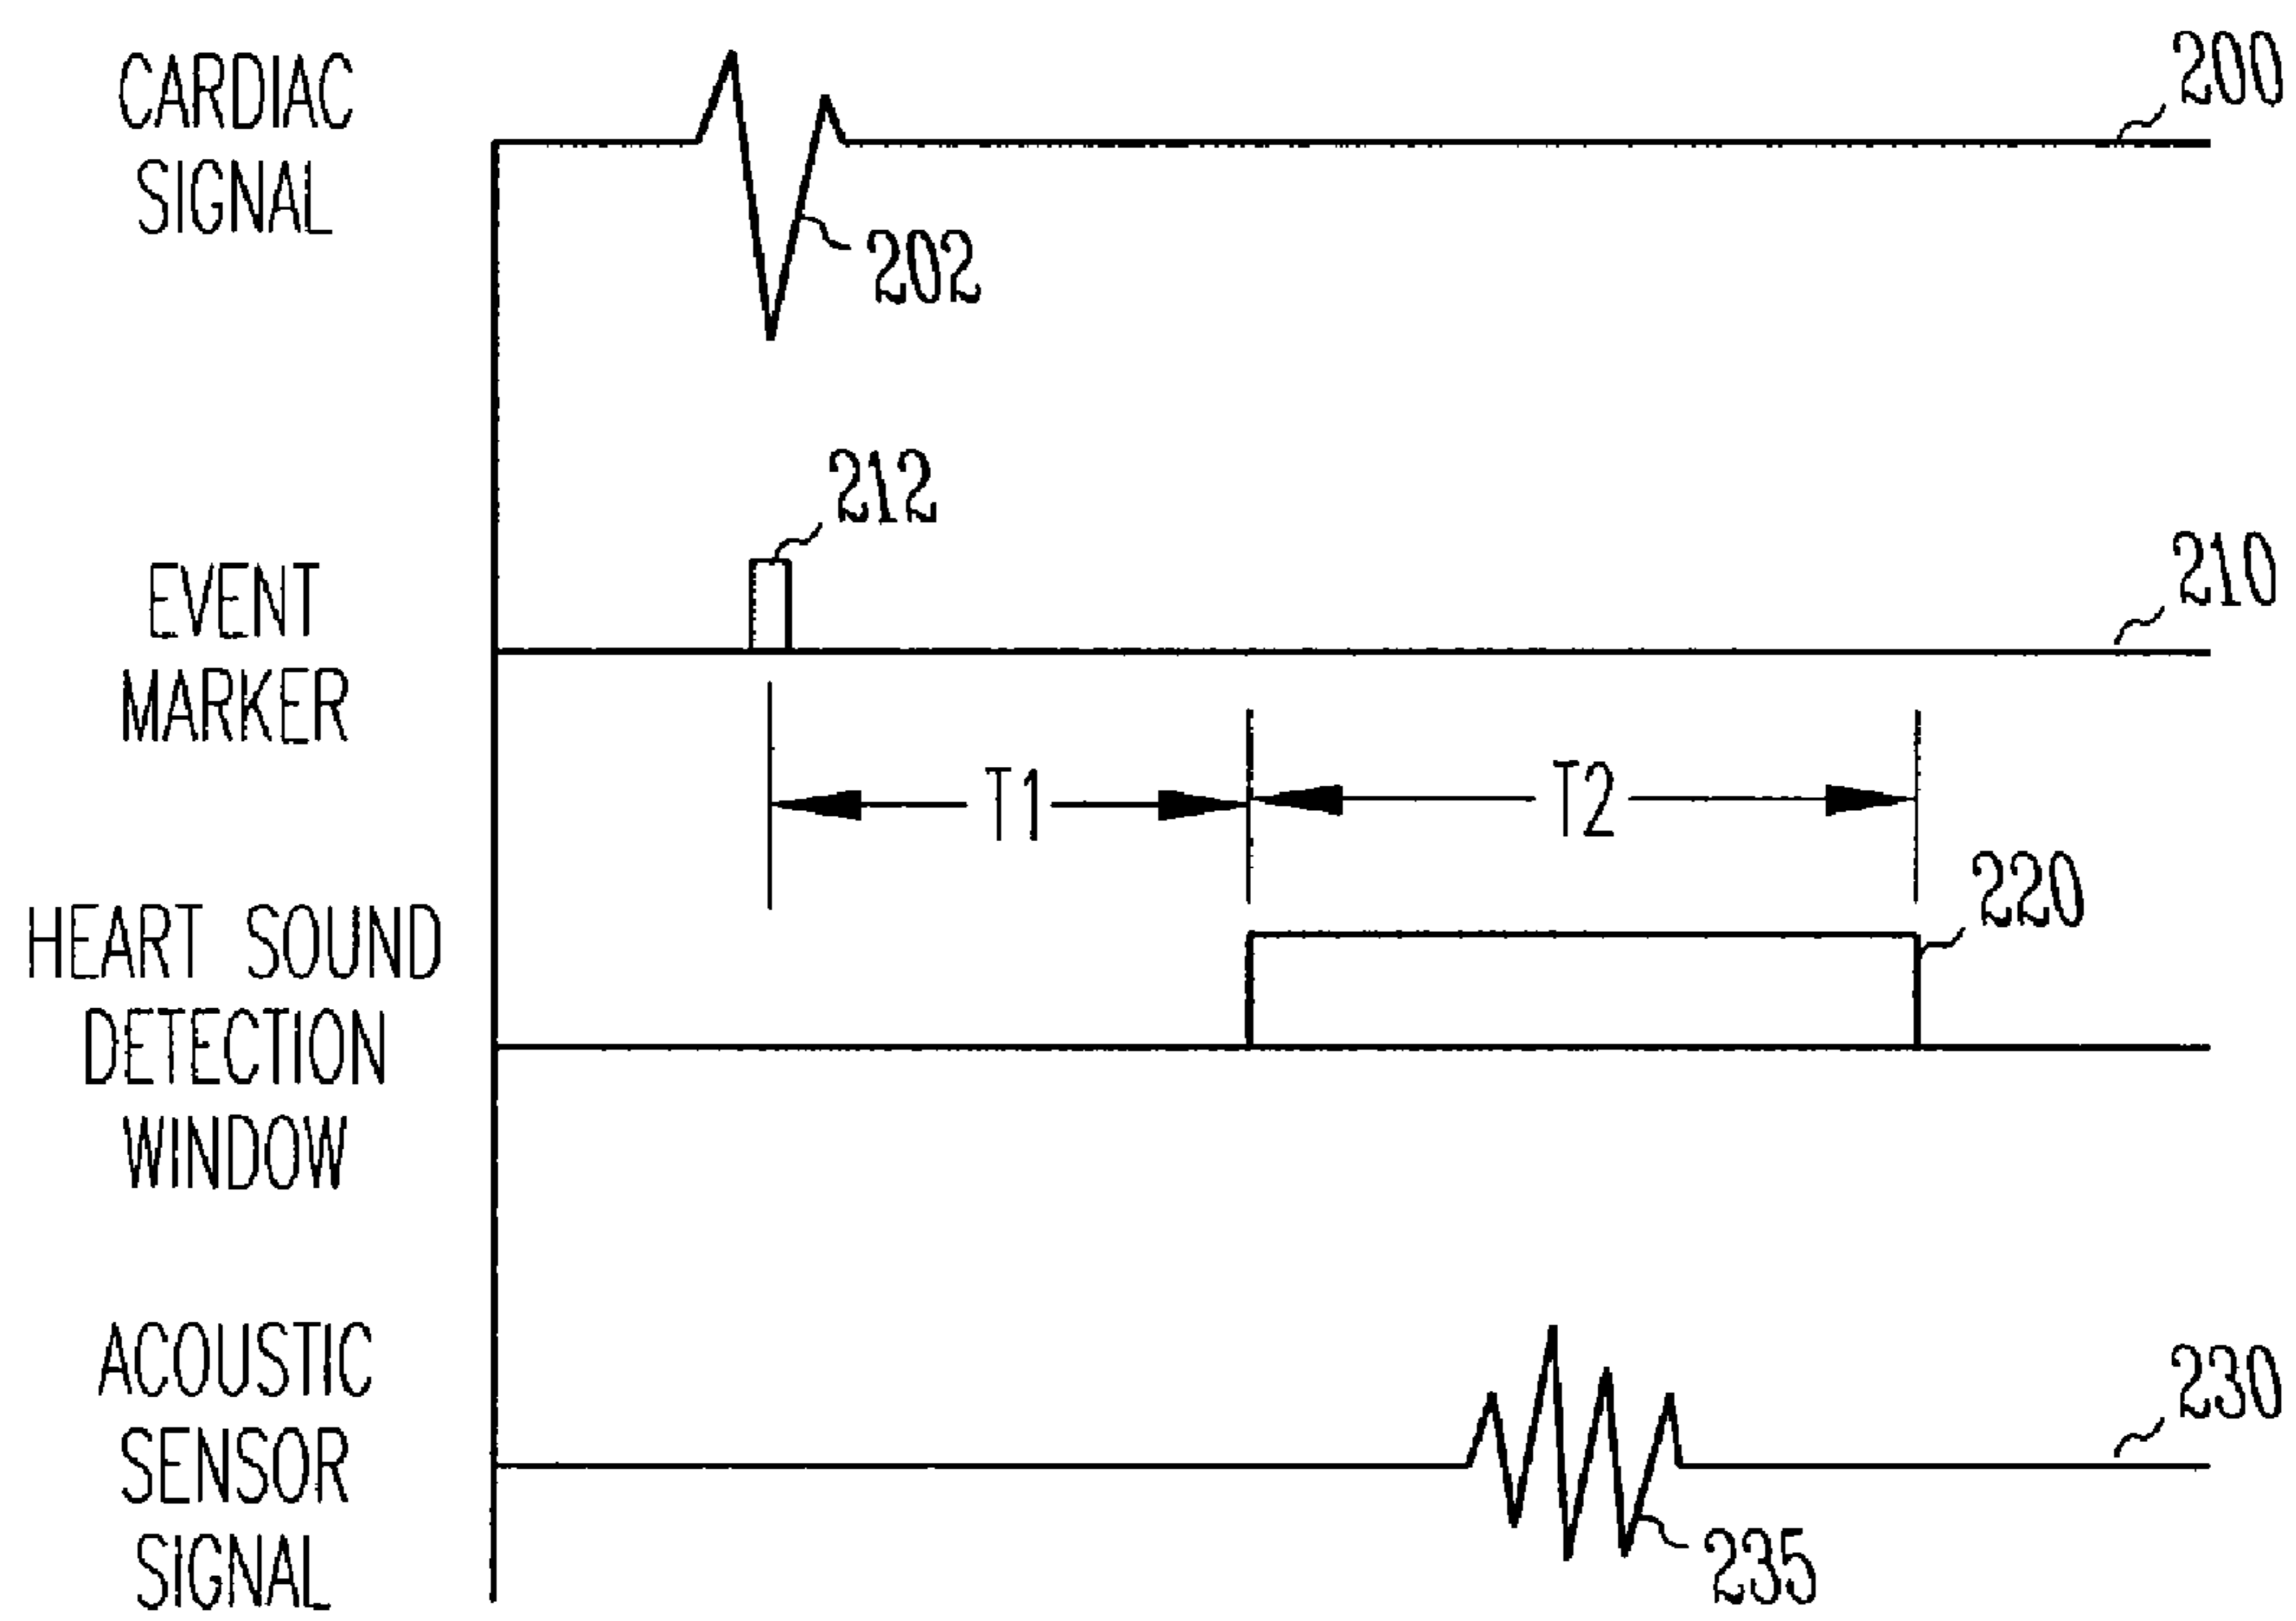 CARDIAC
SIGNAL
200
202
212
EVENT
MARKER
210
T1
T2
HEART SOUND
DETECTION
WINDOW
220
ACOUSTIC
SENSOR
SIGNAL
230
235